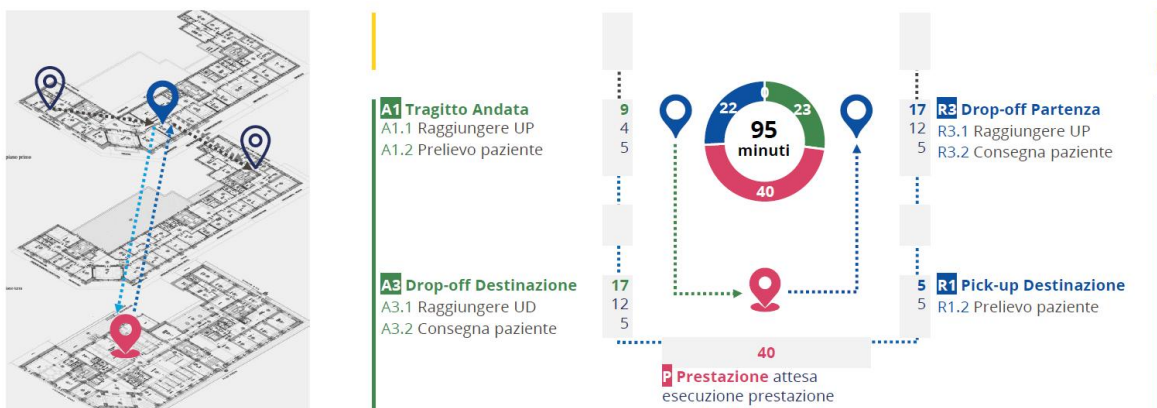 A1 Tragitto Andata
9
A1.1 Raggiungere UP
4
A1.2 Prelievo paziente
5
0
22
23
95
minuti
40
17
R3 Drop-off Partenza
12
R3.1 Raggiungere UP
5
R3.2 Consegna paziente
A3 Drop-off Destinazione
17
A3.1 Raggiungere UD
12
A3.2 Consegna paziente
5
5
R1 Pick-up Destinazione
5
R1.2 Prelievo paziente
40
P Prestazione attesa
esecuzione prestazione